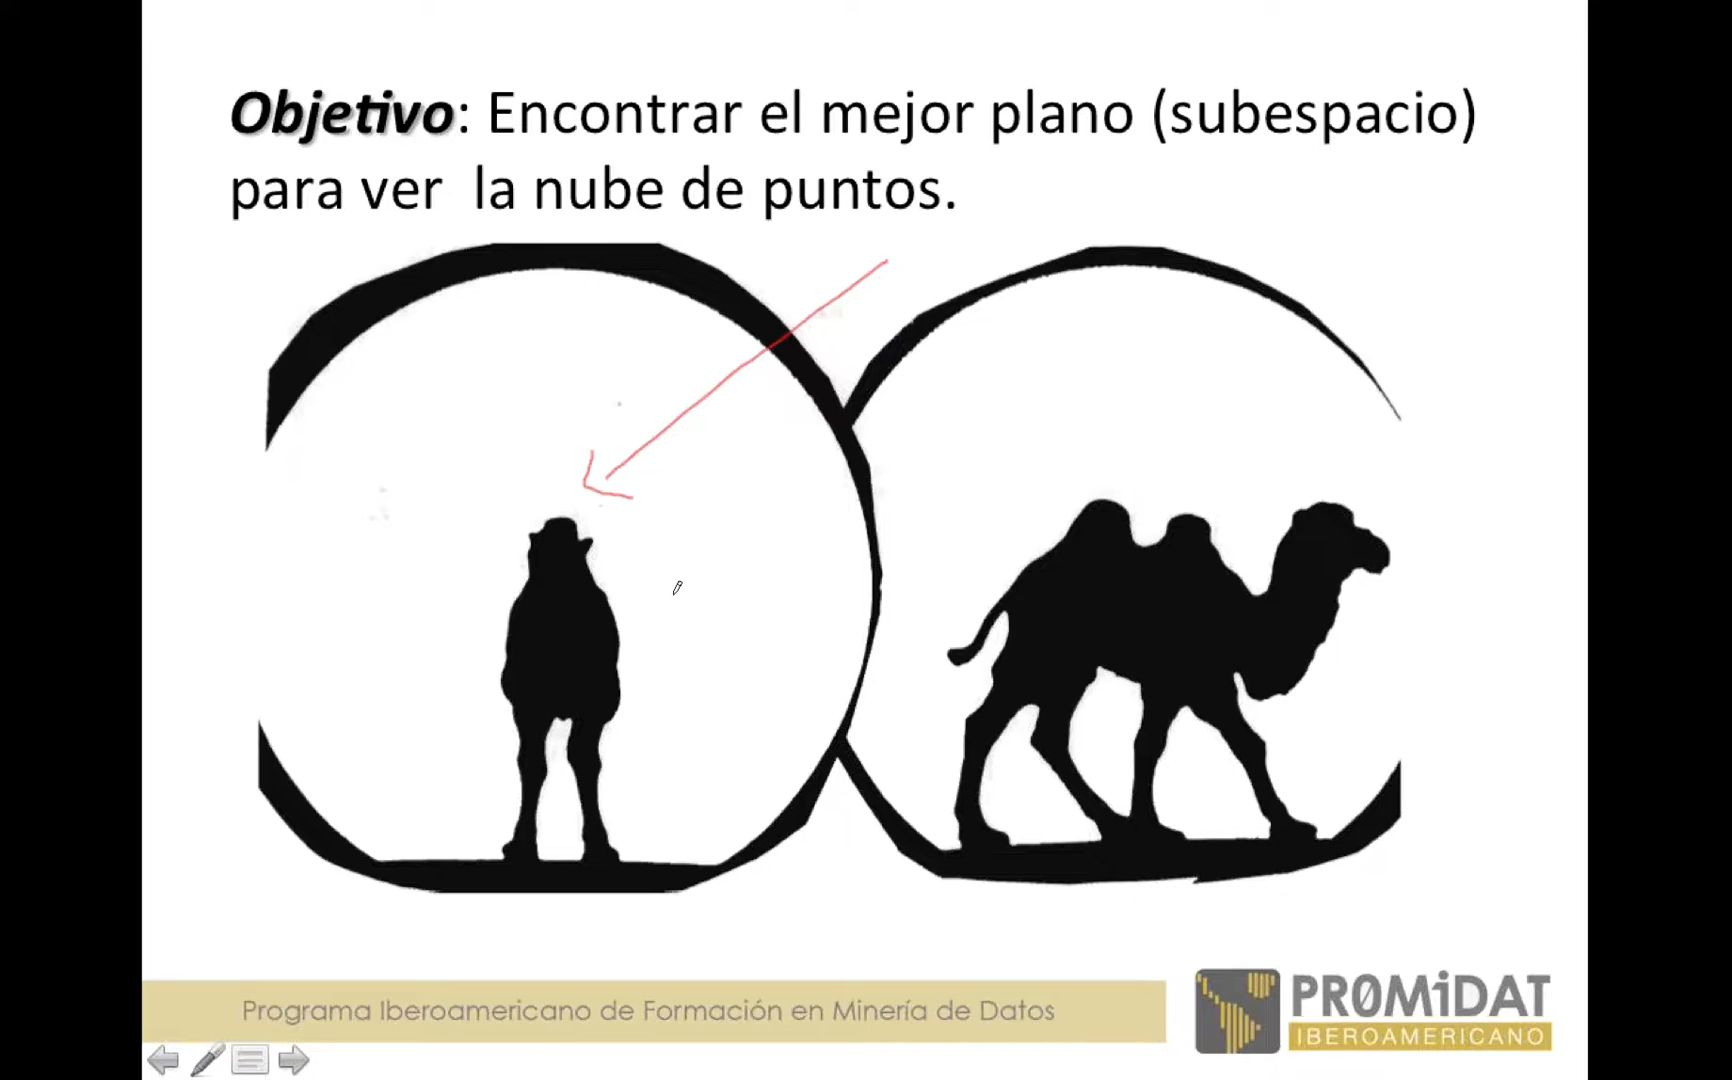 Objetivo: Encontrar el mejor plano (subespacio)
para ver la nube de puntos.
Programa Iberoamericano de Formación en Minería de Datos
PR0MiDAT
IBEROAMERICANO